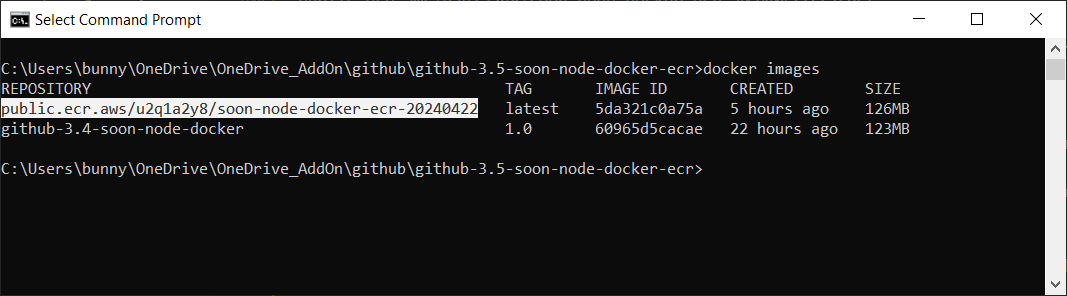 Select Command Prompt
C:\Users\bunny\OneDrive\OneDrive_AddOn\github\github-3.5-soon-node-docker-ecr>docker images
REPOSITORY TAG IMAGE ID CREATED SIZE
public.ecr.aws/u2q1a2y8/soon-node-docker-ecr-20240422 latest 5da321c0a75a 5 hours ago 126MB
github-3.4-soon-node-docker 1.0 60965d5cacae 22 hours ago 123MB
C:\Users\bunny\OneDrive\OneDrive_AddOn\github\github-3.5-soon-node-docker-ecr>